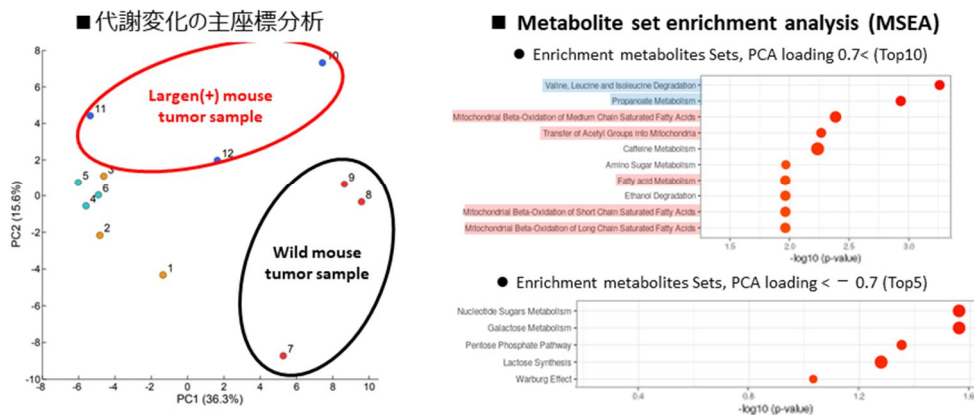 ■代謝変化の主座標分析
8
6
4
2
0
-2
-4
-6
-8
-10
PC2 (15.6%)
-8 -6 -4 -2 0 2 4 6 8 10
PC1 (36.3%)
Largen(+) mouse
tumor sample
Wild mouse
tumor sample
10
11
12
3
5
6
4
2
1
9
8
7
■ Metabolite set enrichment analysis (MSEA)
● Enrichment metabolites Sets, PCA loading 0.7< (Top10)
Valine, Leucine and Isoleucine Degradation
Propanoate Metabolism
Mitochondrial Beta-Oxidation of Medium Chain Saturated Fatty Acids
Transfer of Acetyl Groups into Mitochondria
Caffeine Metabolism
Amino Sugar Metabolism
Fatty acid Metabolism
Ethanol Degradation
Mitochondrial Beta-Oxidation of Short Chain Saturated Fatty Acids
Mitochondrial Beta-Oxidation of Long Chain Saturated Fatty Acids
1.5 2.0 2.5 3.0
-log10 (p-value)
● Enrichment metabolites Sets, PCA loading < − 0.7 (Top5)
Nucleotide Sugars Metabolism
Galactose Metabolism
Pentose Phosphate Pathway
Lactose Synthesis
Warburg Effect
0.4 0.8 1.2 1.6
-log10 (p-value)